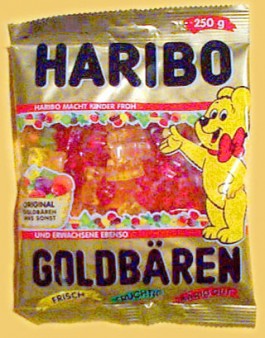 250 g
HARIBO
HARIBO MACHT KINDER FROH
ORIGINAL
GOLDBÄREN
UND ERWACHSENE EBENSO
GOLDBÄREN
FRISCH
FRUCHTIG